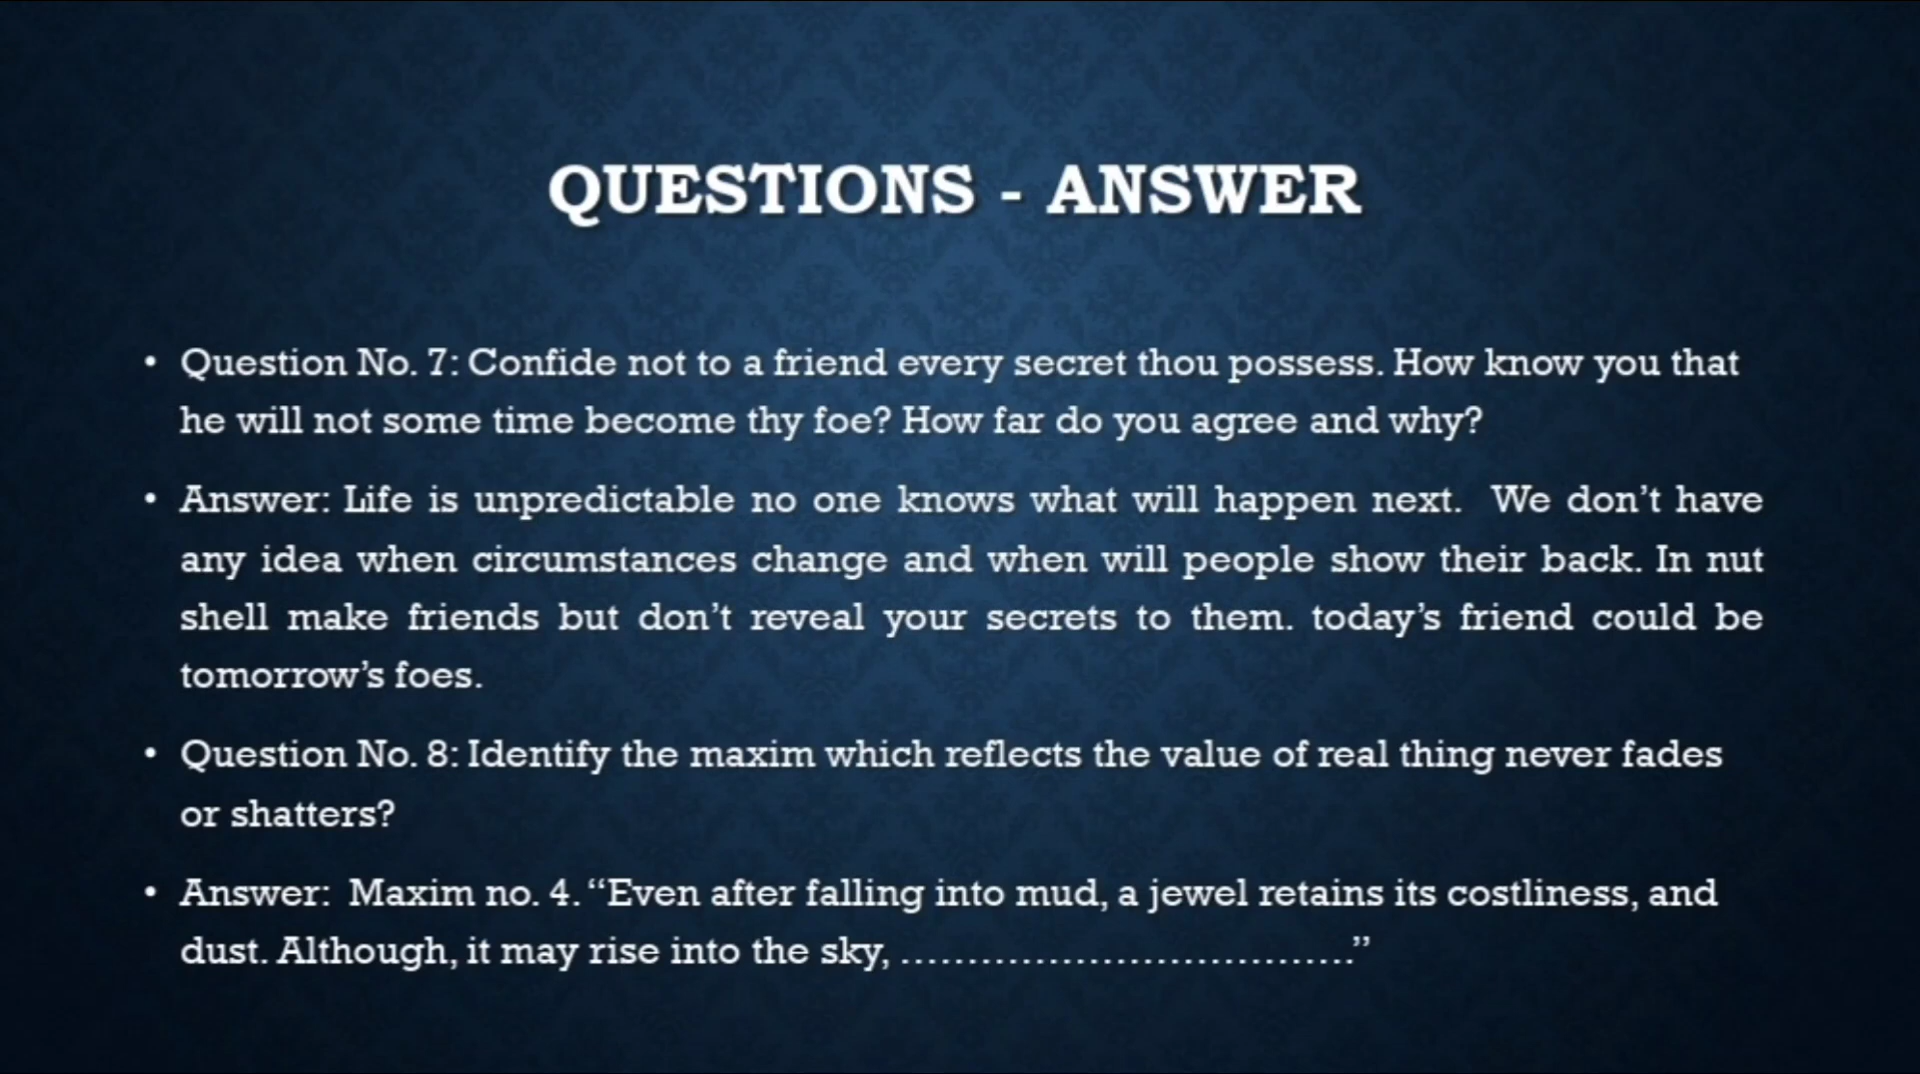 QUESTIONS - ANSWER
• Question No. 7: Confide not to a friend every secret thou possess. How know you that
he will not some time become thy foe? How far do you agree and why?
• Answer: Life is unpredictable no one knows what will happen next. We don’t have
any idea when circumstances change and when will people show their back. In nut
shell make friends but don’t reveal your secrets to them. today’s friend could be
tomorrow’s foes.
• Question No. 8: Identify the maxim which reflects the value of real thing never fades
or shatters?
• Answer: Maxim no. 4. “Even after falling into mud, a jewel retains its costliness, and
dust. Although, it may rise into the sky, ……………………………..”